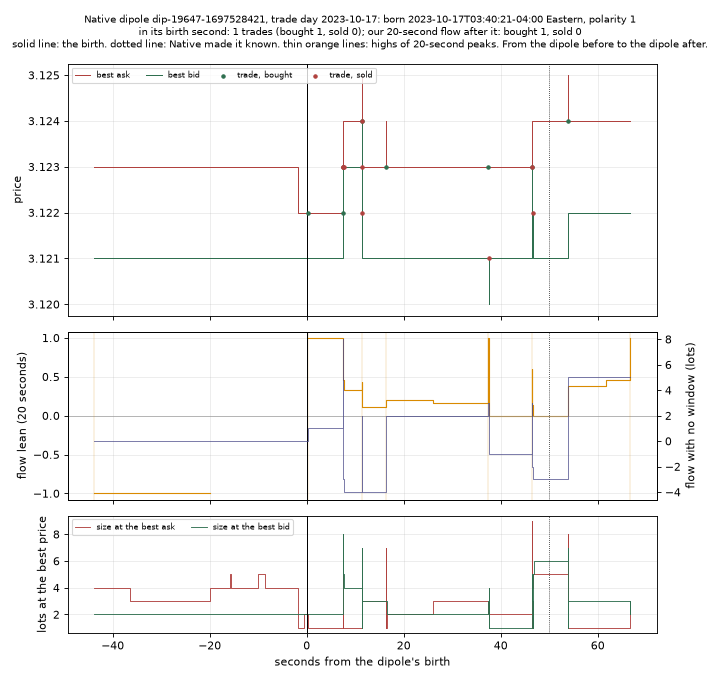 Native dipole dip-19647-1697528421, trade day 2023-10-17: born 2023-10-17T03:40:21-04:00 Eastern, polarity 1
in its birth second: 1 trades (bought 1, sold 0); our 20-second flow after it: bought 1, sold 0
solid line: the birth. dotted line: Native made it known. thin orange lines: highs of 20-second peaks. From the dipole before to the dipole after.
best ask best bid trade, bought trade, sold
3.125
3.124
3.123
3.122
3.121
3.120
price
1.0
0.5
0.0
−0.5
−1.0
flow lean (20 seconds)
8
6
4
2
0
−2
−4
flow with no window (lots)
size at the best ask size at the best bid
8
6
4
2
lots at the best price
−40 −20 0 20 40 60
seconds from the dipole's birth